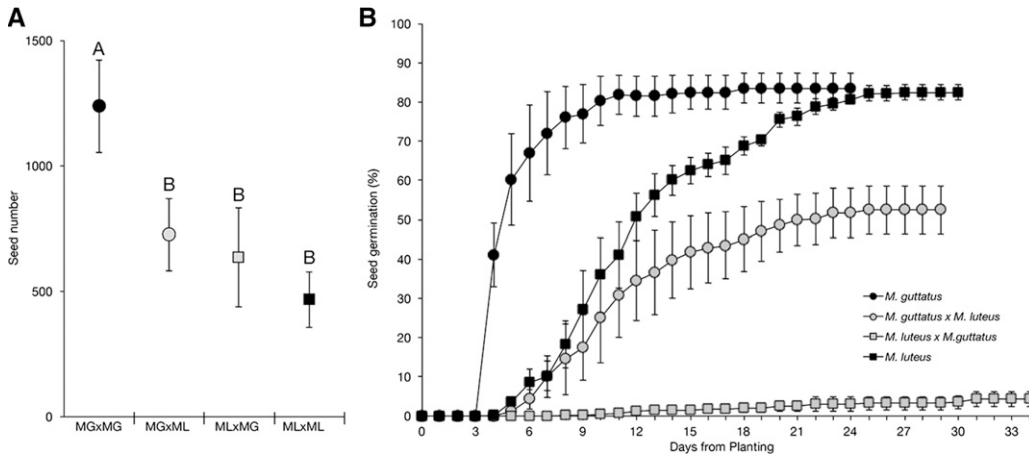 A
1500
1000
500
0
Seed number
A
B
B
B
MGxMG MGxML MLxMG MLxML
B
100
90
80
70
60
50
40
30
20
10
0
Seed germination (%)
M. guttatus
M. guttatus x M. luteus
M. luteus x M.guttatus
M. luteus
0 3 6 9 12 15 18 21 24 27 30 33
Days from Planting